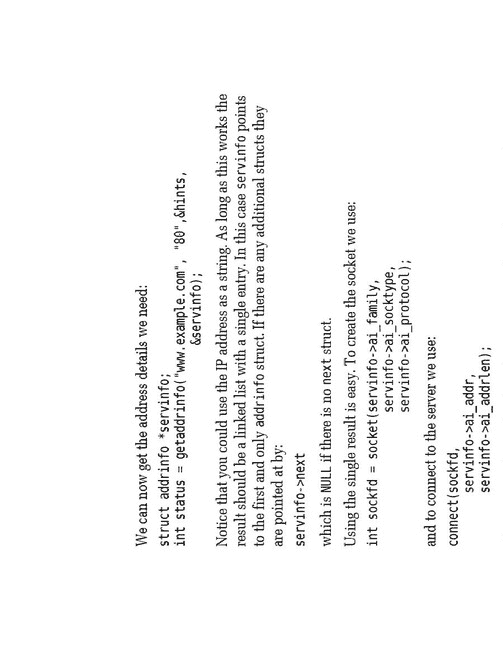 We can now get the address details we need:
struct addrinfo *servinfo;
int status = getaddrinfo("www.example.com", "80",&hints,
&servinfo);
Notice that you could use the IP address as a string. As long as this works the
result should be a linked list with a single entry. In this case servinfo points
to the first and only addrinfo struct. If there are any additional structs they
are pointed at by:
servinfo->next
which is NULL if there is no next struct.
Using the single result is easy. To create the socket we use:
int sockfd = socket(servinfo->ai_family,
servinfo->ai_socktype,
servinfo->ai_protocol);
and to connect to the server we use:
connect(sockfd,
servinfo->ai_addr,
servinfo->ai_addrlen);